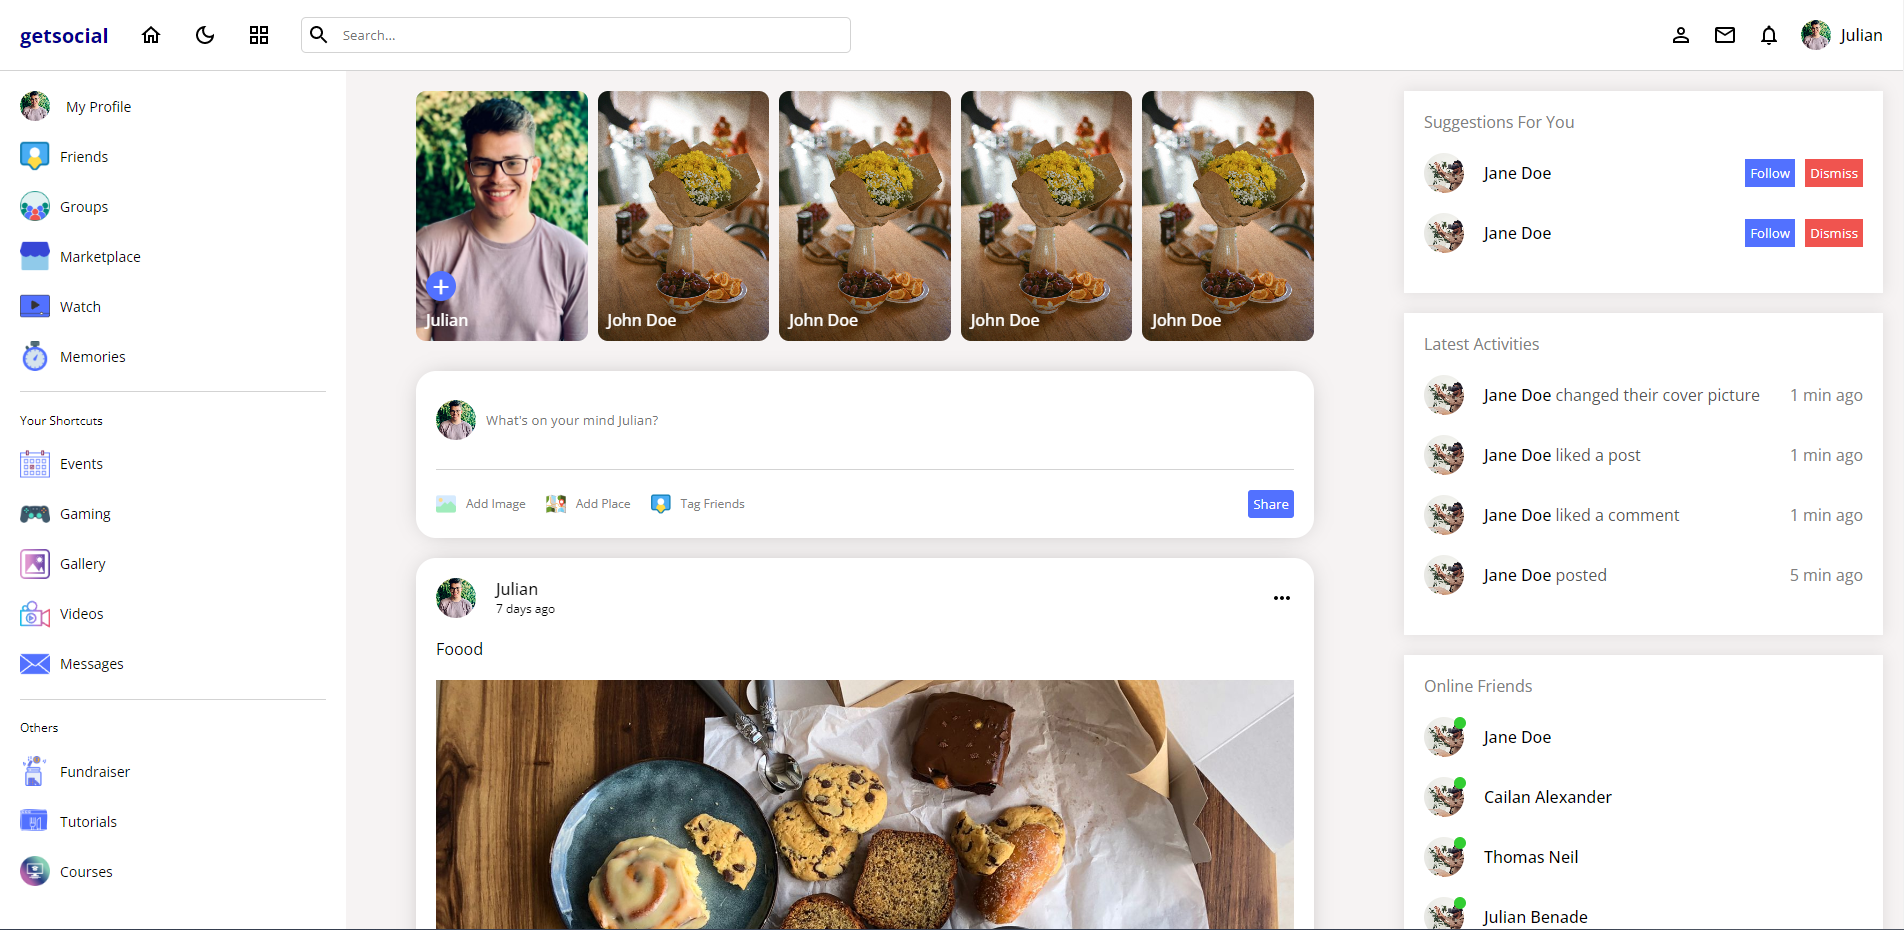 getsocial
Search...
Julian
My Profile
Friends
Groups
Marketplace
Watch
Memories
Your Shortcuts
Events
Gaming
Gallery
Videos
Messages
Others
Fundraiser
Tutorials
Courses
Julian
John Doe
John Doe
John Doe
John Doe
What's on your mind Julian?
Add Image
Add Place
Tag Friends
Share
Julian
7 days ago
Foood
Suggestions For You
Jane Doe
Follow
Dismiss
Jane Doe
Follow
Dismiss
Latest Activities
Jane Doe changed their cover picture
1 min ago
Jane Doe liked a post
1 min ago
Jane Doe liked a comment
1 min ago
Jane Doe posted
5 min ago
Online Friends
Jane Doe
Cailan Alexander
Thomas Neil
Julian Benade